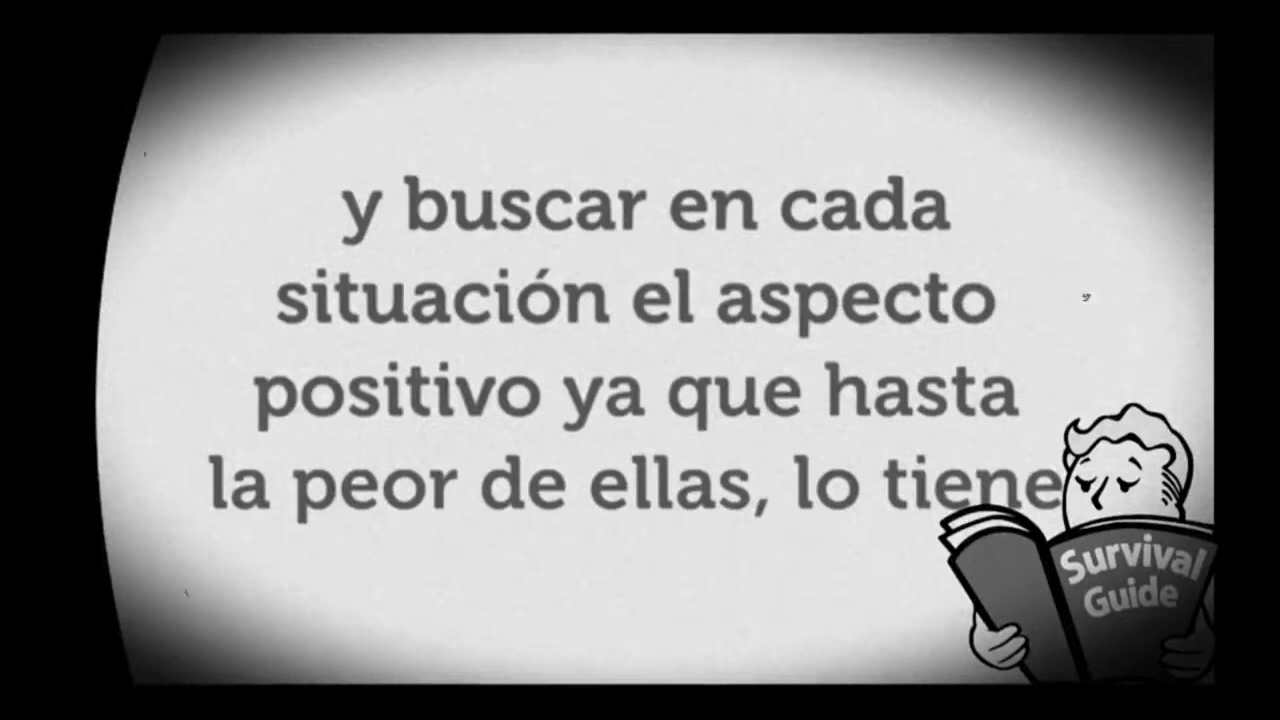 y buscar en cada
situación el aspecto
positivo ya que hasta
la peor de ellas, lo tiene
Survival
Guide